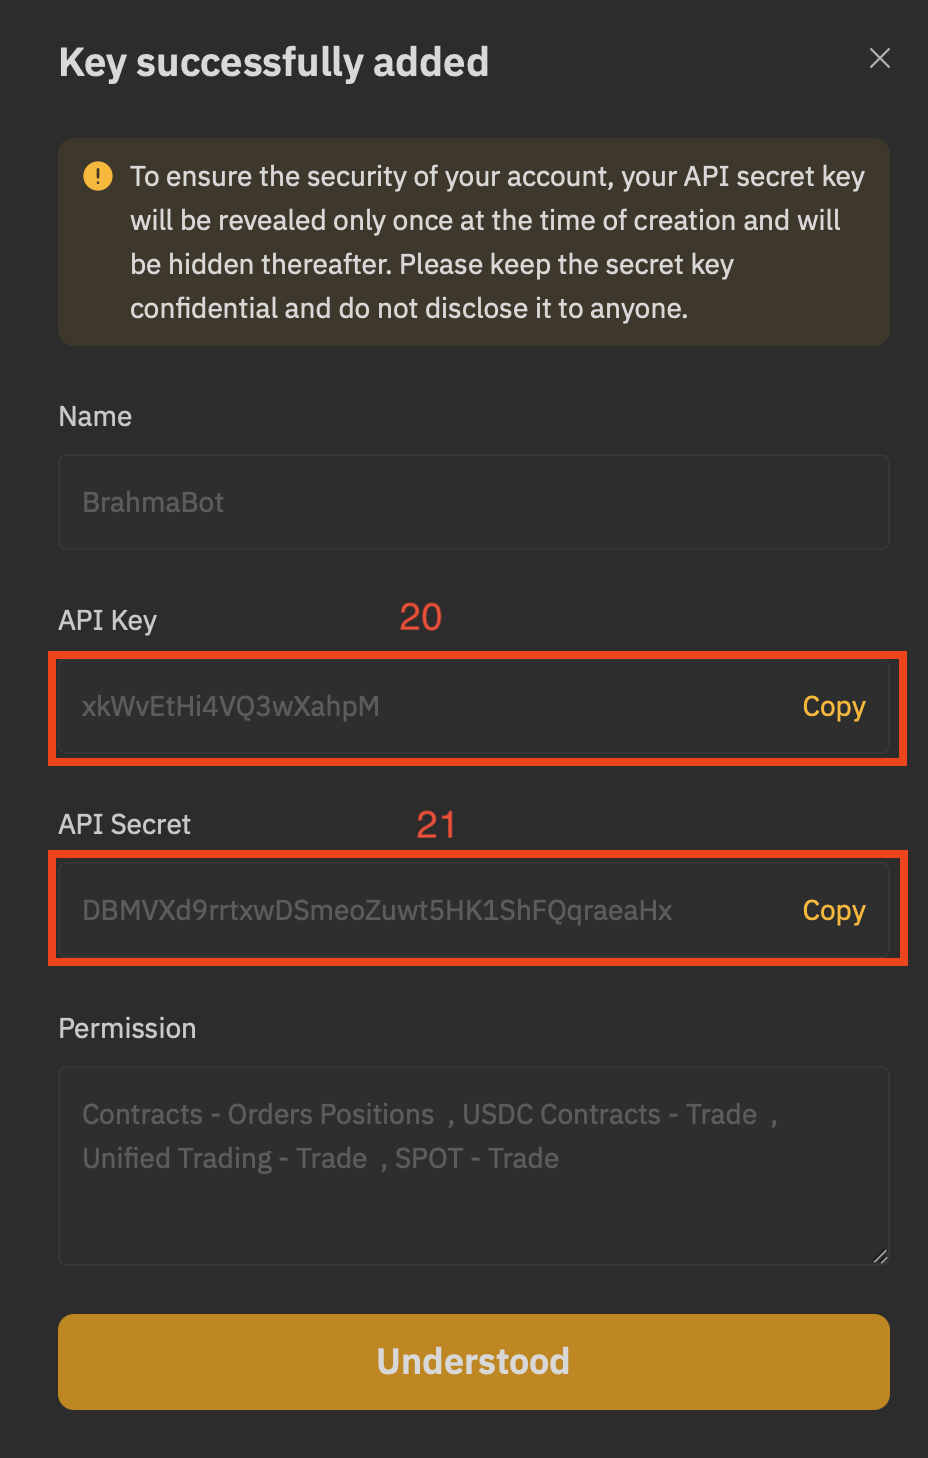 Key successfully added
To ensure the security of your account, your API secret key
will be revealed only once at the time of creation and will
be hidden thereafter. Please keep the secret key
confidential and do not disclose it to anyone.
Name
BrahmaBot
API Key
20
xkWvEtHi4VQ3wXahpM
Copy
API Secret
21
DBMVXd9rrtxwDSmeoZuwt5HK1ShFQqraeaHx
Copy
Permission
Contracts - Orders Positions , USDC Contracts - Trade ,
Unified Trading - Trade , SPOT - Trade
Understood